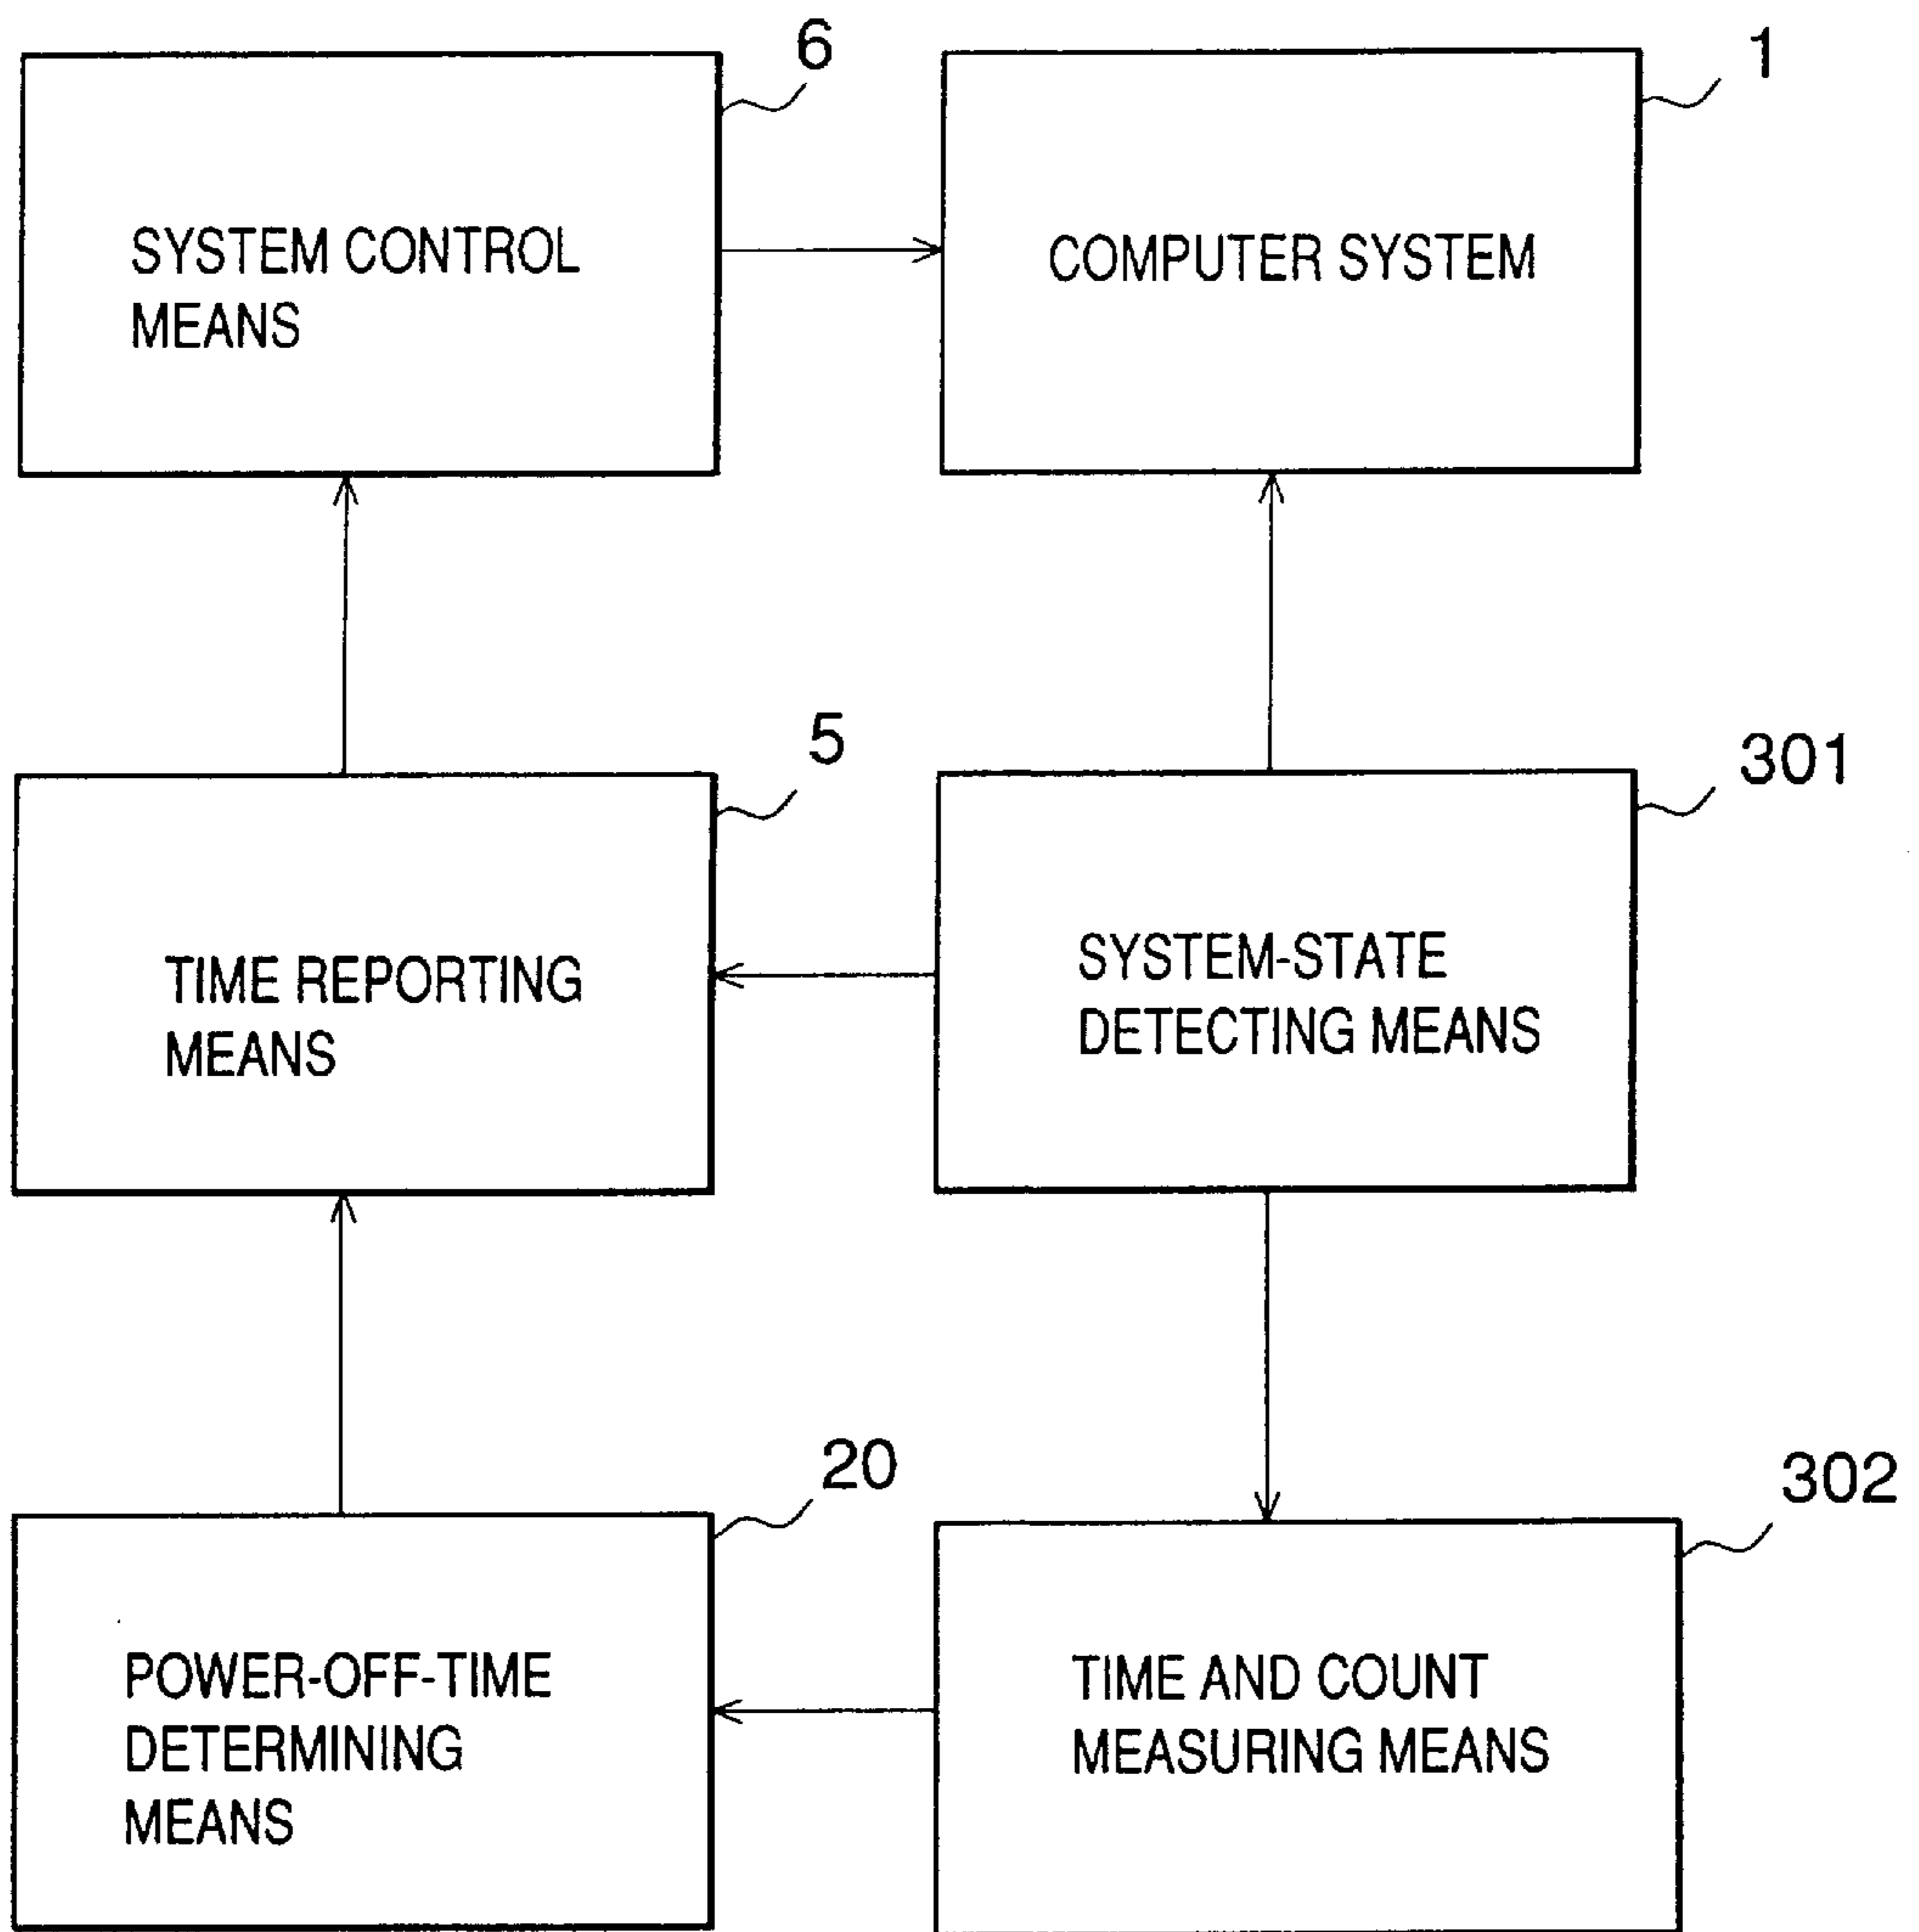 6
SYSTEM CONTROL
MEANS
1
COMPUTER SYSTEM
5
TIME REPORTING
MEANS
301
SYSTEM-STATE
DETECTING MEANS
20
POWER-OFF-TIME
DETERMINING
MEANS
302
TIME AND COUNT
MEASURING MEANS